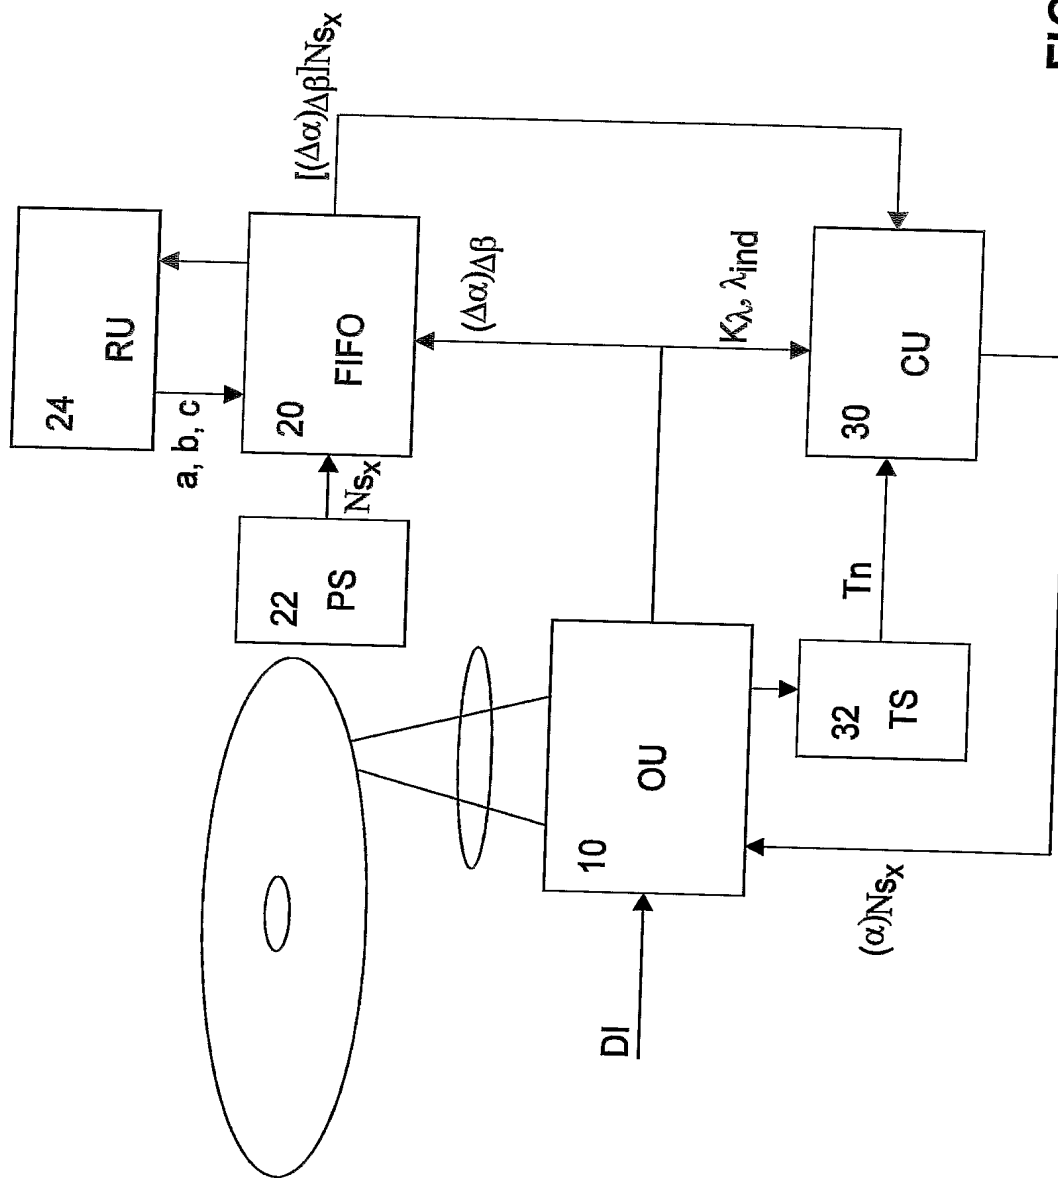 24
RU
a, b, c
[(Δα)Δβ]Nsx
20
FIFO
22
PS
Nsx
(Δα)Δβ
Kλ, λind
30
CU
Tn
32
TS
10
OU
DI
(α)Nsx